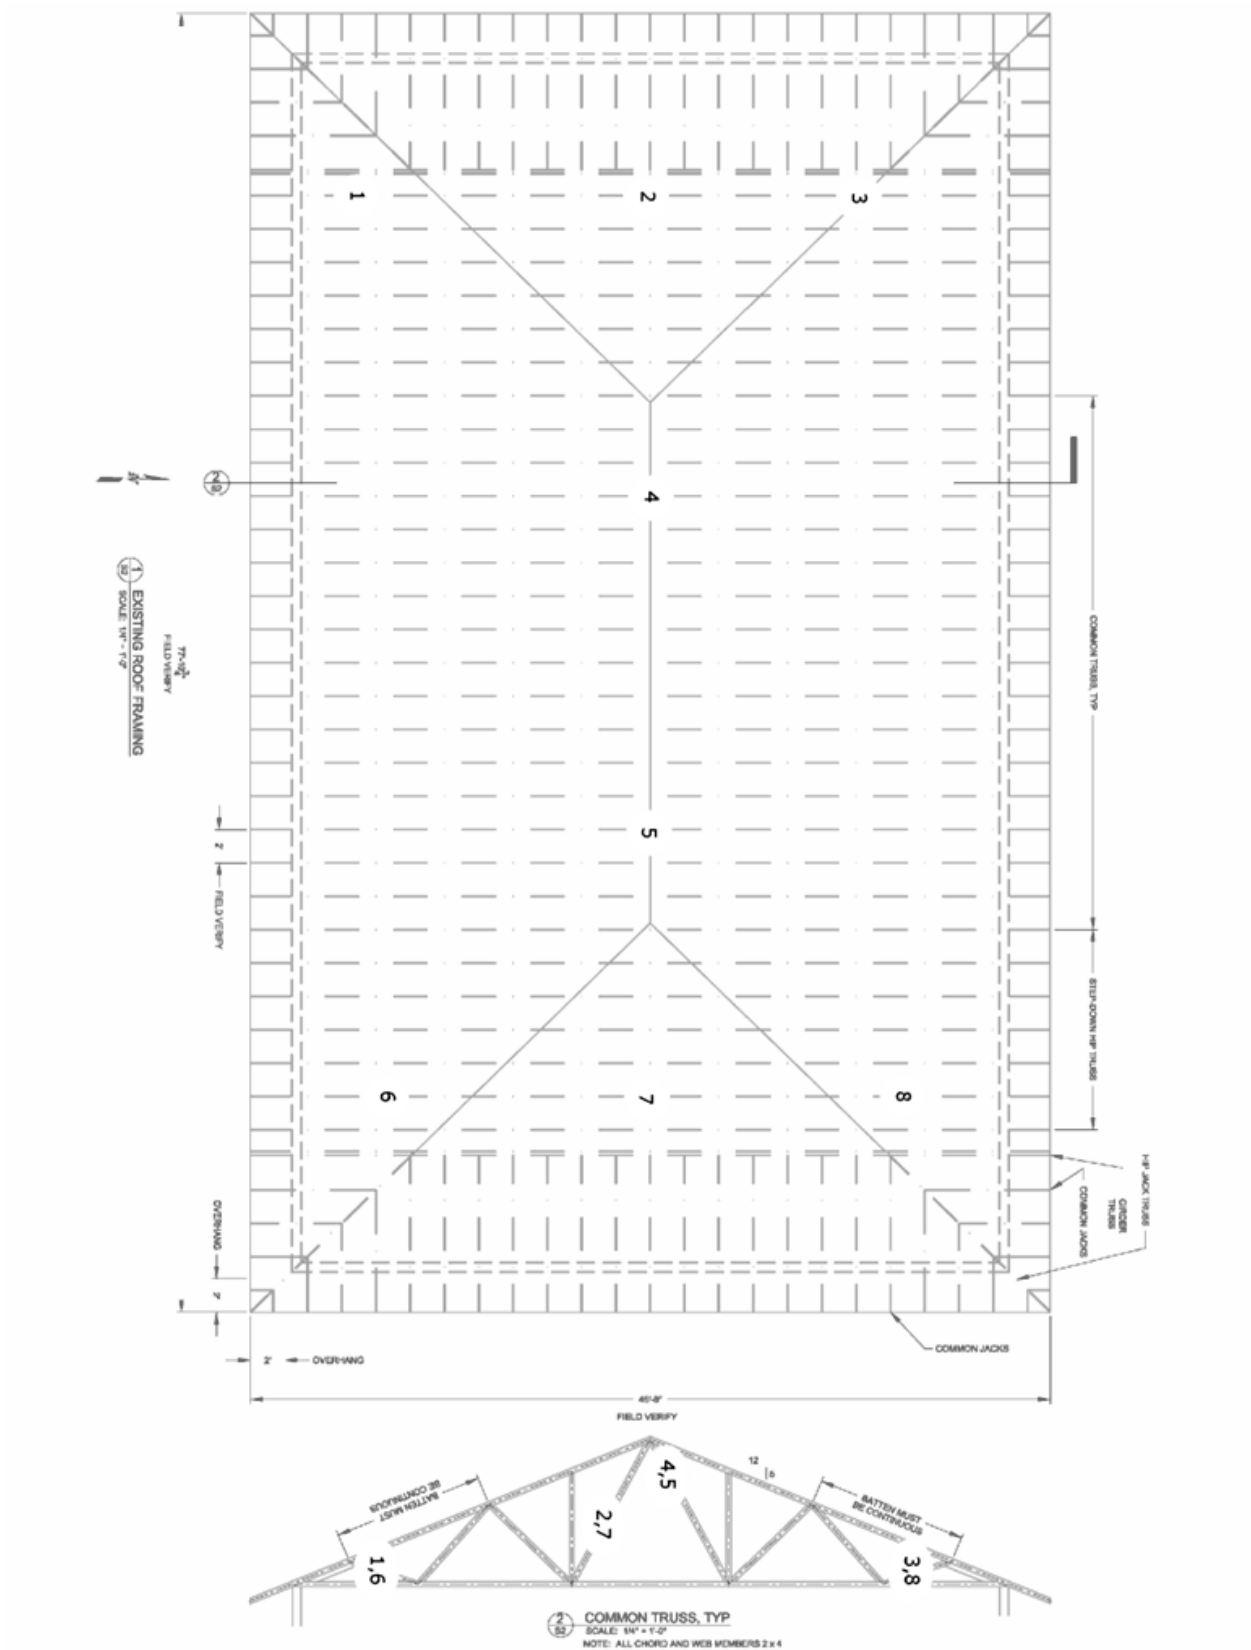 1
2
3
4
5
6
7
8
2
1
EXISTING ROOF FRAMING
SCALE: 1/4" = 1'-0"
FIELD VERIFY
2'
FIELD VERIFY
OVERHANG
2'
2'
OVERHANG
COMMON TRUSS, TYP
STEP-DOWN HIP TRUSS
HIP JACK TRUSS
GIRDER
TRUSS
COMMON JACKS
COMMON JACKS
FIELD VERIFY
BATTEN MUST
BE CONTINUOUS
4,5
12
6
BATTEN MUST
BE CONTINUOUS
2,7
1,6
3,8
2
S2
COMMON TRUSS, TYP
SCALE: 1/4" = 1'-0"
NOTE: ALL CHORD AND WEB MEMBERS 2 x 4